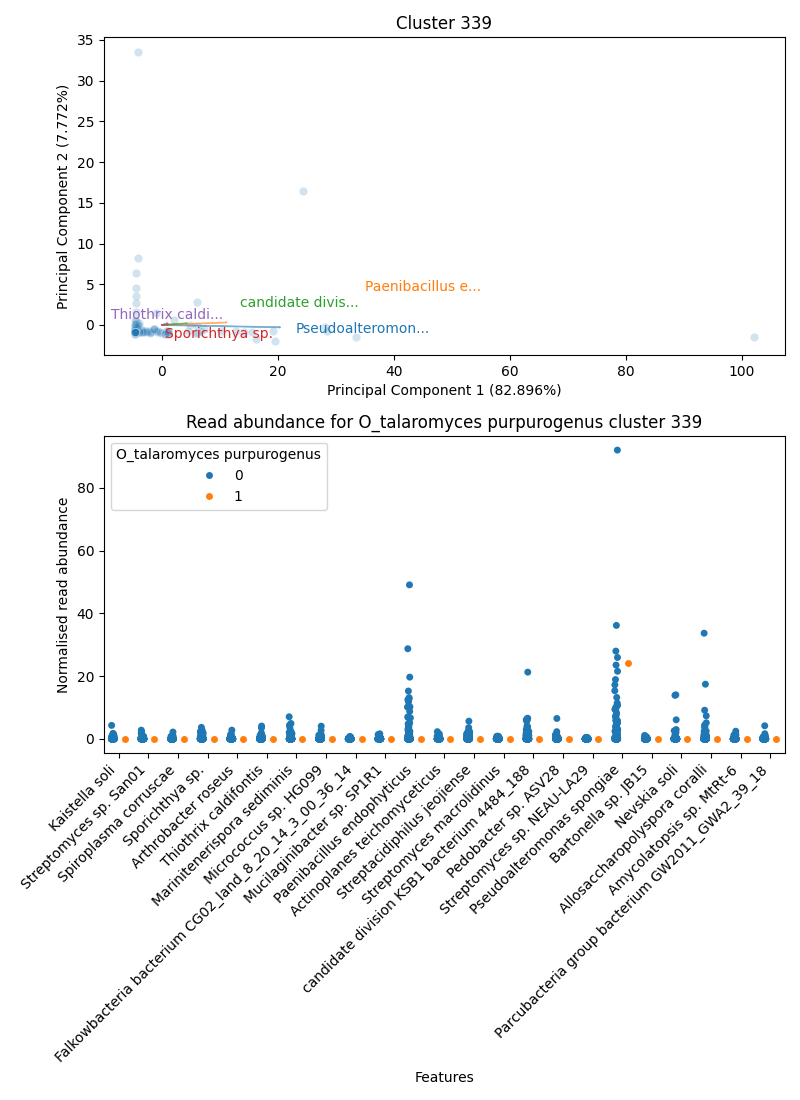 Cluster 339
35
30
25
20
15
10
5
0
Principal Component 2 (7.772%)
Paenibacillus e...
candidate divis...
Thiothrix caldi...
Pseudoalteromon...
Sporichthya sp.
0
20
40
60
80
100
Principal Component 1 (82.896%)
Read abundance for O_talaromyces purpurogenus cluster 339
O_talaromyces purpurogenus
0
1
80
60
40
20
0
Normalised read abundance
Kaistella soli
Streptomyces sp. San01
Spiroplasma corruscae
Sporichthya sp.
Arthrobacter roseus
Thiothrix caldifontis
Marinitenerispora sediminis
Micrococcus sp. HG099
Falkowbacteria bacterium CG02_land_8_20_14_3_00_36_14
Mucilaginibacter sp. SP1R1
Paenibacillus endophyticus
Actinoplanes teichomyceticus
Streptacidiphilus jeojiense
Streptomyces macrolidinus
candidate division KSB1 bacterium 4484_188
Pedobacter sp. ASV28
Streptomyces sp. NEAU-LA29
Pseudoalteromonas spongiae
Bartonella sp. JB15
Nevskia soli
Allosaccharopolyspora coralli
Amycolatopsis sp. MtRt-6
Parcubacteria group bacterium GW2011_GWA2_39_18
Features